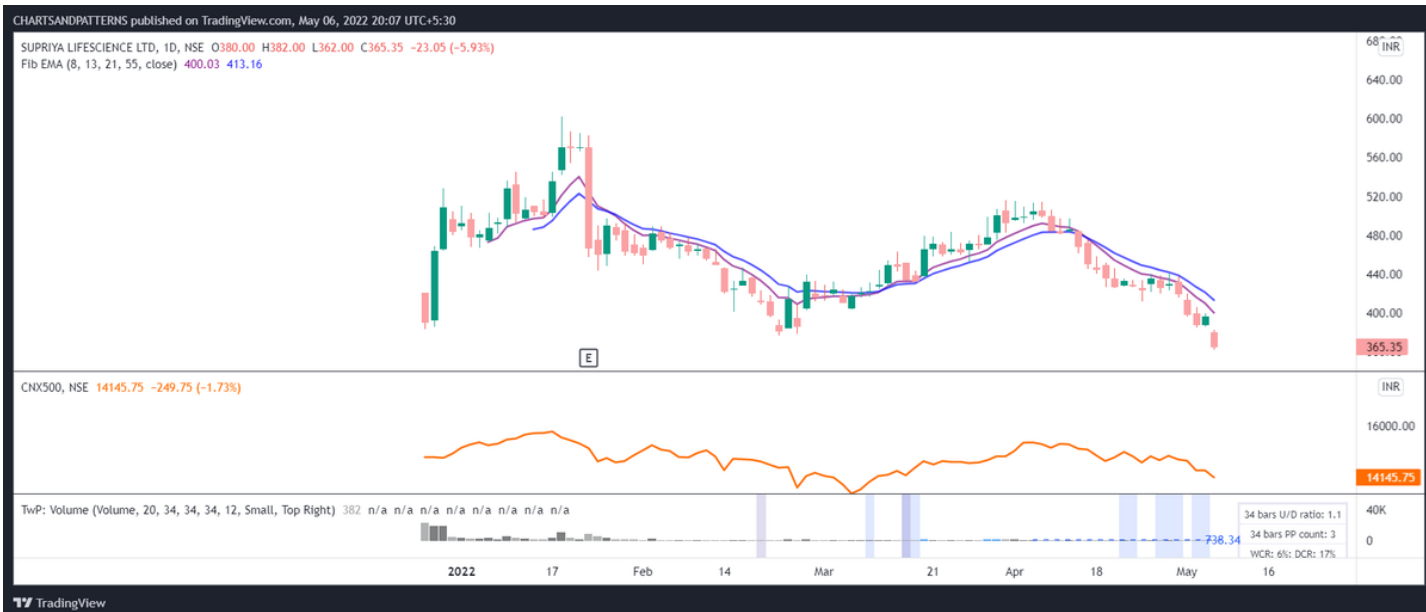 CHARTSANDPATTERNS published on TradingView.com, May 06, 2022 20:07 UTC+5:30
SUPRIYA LIFESCIENCE LTD, 1D, NSE O380.00 H382.00 L362.00 C365.35 −23.05 (−5.93%)
Fib EMA (8, 13, 21, 55, close) 400.03 413.16
INR
640.00
600.00
560.00
520.00
480.00
440.00
400.00
365.35
E
CNX500, NSE 14145.75 −249.75 (−1.73%)
INR
16000.00
14145.75
TwP: Volume (Volume, 20, 34, 34, 34, 12, Small, Top Right) 382 n/a n/a n/a n/a n/a n/a n/a n/a
34 bars U/D ratio: 1.1
34 bars PP count: 3
WCR: 6%; DCR: 17%
738.34
40K
0
2022 17 Feb 14 Mar 21 Apr 18 May 16
TradingView